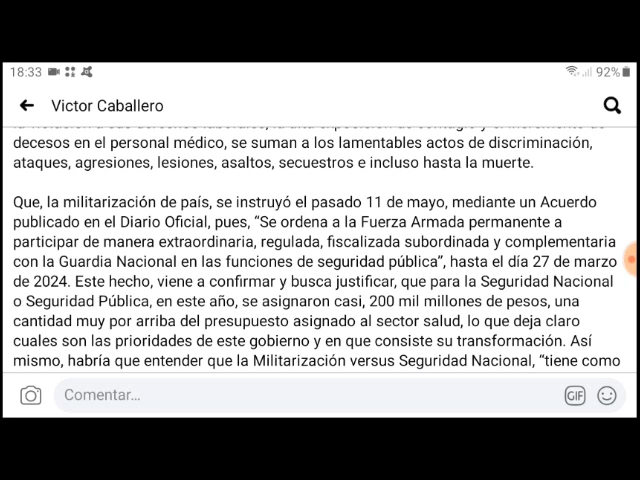 18:33
92%
Victor Caballero
decesos en el personal médico, se suman a los lamentables actos de discriminación,
ataques, agresiones, lesiones, asaltos, secuestros e incluso hasta la muerte.
Que, la militarización de país, se instruyó el pasado 11 de mayo, mediante un Acuerdo
publicado en el Diario Oficial, pues, “Se ordena a la Fuerza Armada permanente a
participar de manera extraordinaria, regulada, fiscalizada subordinada y complementaria
con la Guardia Nacional en las funciones de seguridad pública”, hasta el día 27 de marzo
de 2024. Este hecho, viene a confirmar y busca justificar, que para la Seguridad Nacional
o Seguridad Pública, en este año, se asignaron casi, 200 mil millones de pesos, una
cantidad muy por arriba del presupuesto asignado al sector salud, lo que deja claro
cuales son las prioridades de este gobierno y en que consiste su transformación. Así
mismo, habría que entender que la Militarización versus Seguridad Nacional, “tiene como
Comentar...
GIF